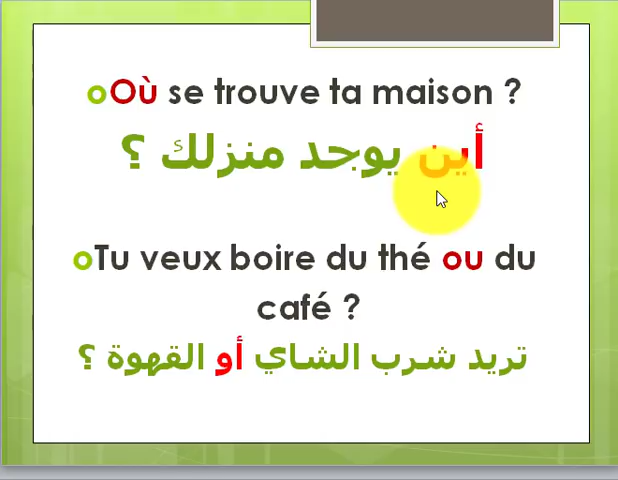 Où se trouve ta maison ?
أين يوجد منزلك ؟
Tu veux boire du thé ou du
café ?
تريد شرب الشاي أو القهوة ؟